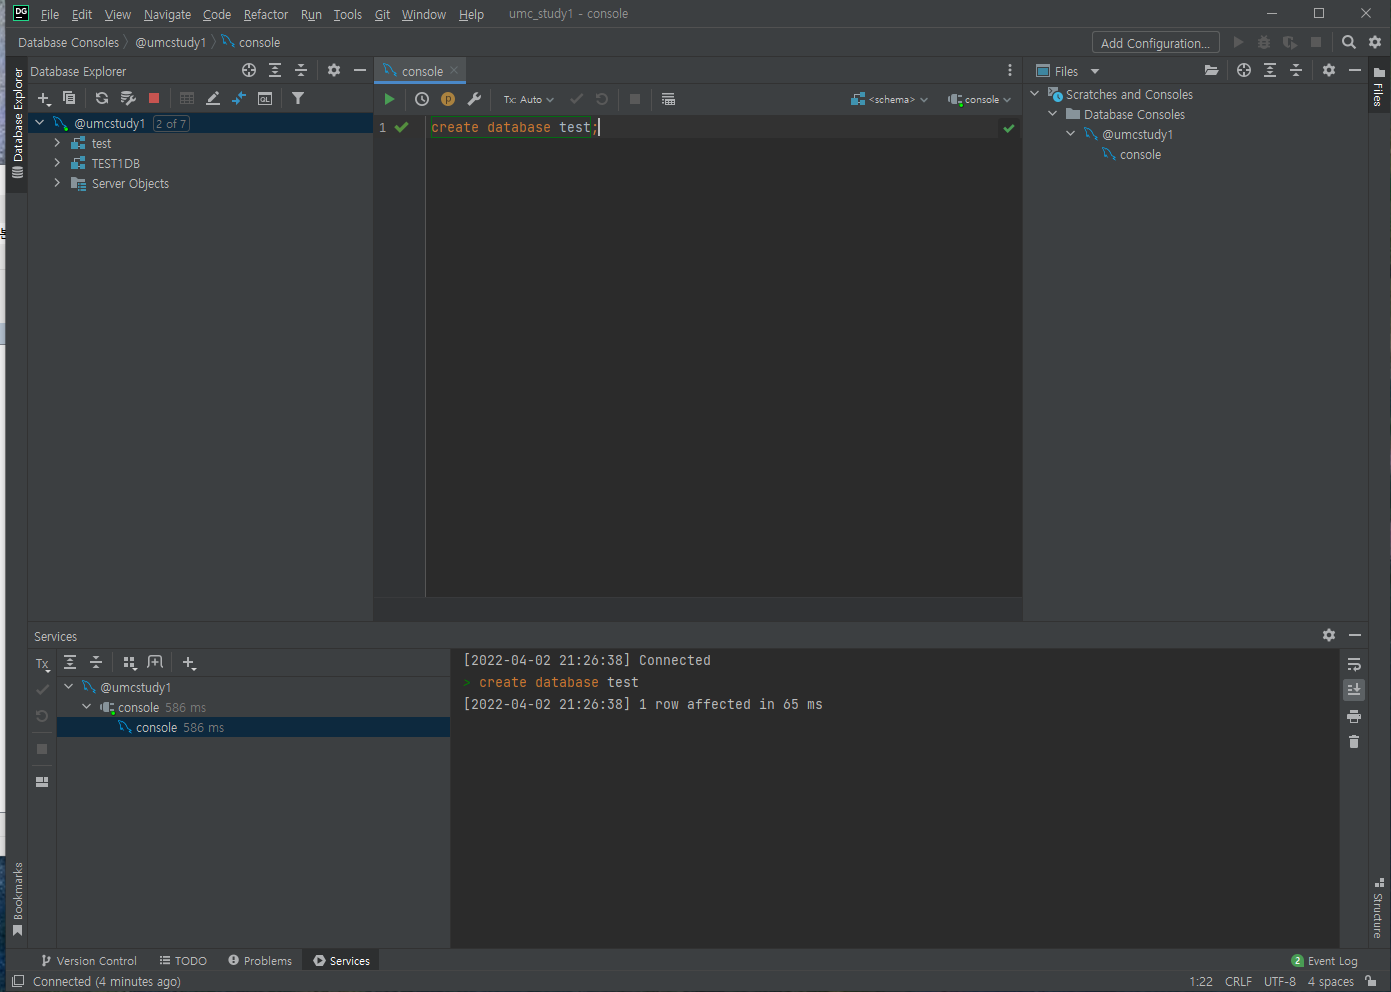 DG File Edit View Navigate Code Refactor Run Tools Git Window Help umc_study1 - console
Database Consoles @umcstudy1 console Add Configuration...
Database Explorer
Database Explorer
console
Files
Files
QL
P
Tx: Auto
<schema>
console
@umcstudy1 2 of 7
test
TEST1DB
Server Objects
1 create database test;
Scratches and Consoles
Database Consoles
@umcstudy1
console
Services
Tx
@umcstudy1
console 586 ms
console 586 ms
[2022-04-02 21:26:38] Connected
> create database test
[2022-04-02 21:26:38] 1 row affected in 65 ms
Bookmarks
Structure
Version Control TODO Problems Services 2 Event Log
Connected (4 minutes ago) 1:22 CRLF UTF-8 4 spaces